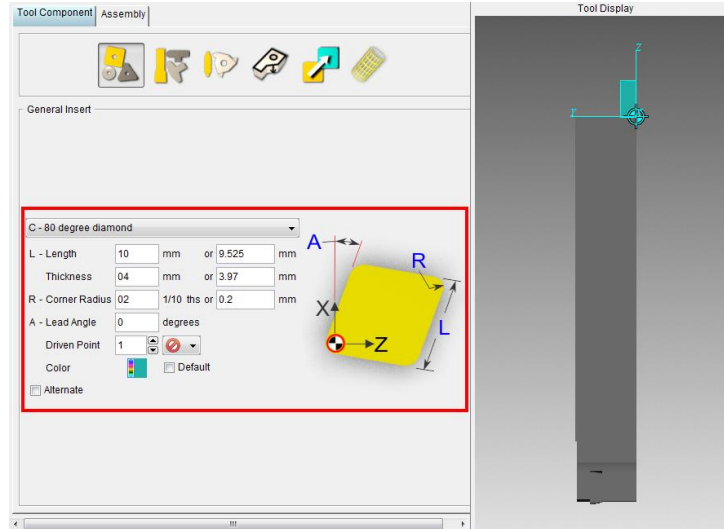 Tool Component Assembly
Tool Display
General Insert
C - 80 degree diamond
L - Length 10 mm or 9.525 mm
Thickness 04 mm or 3.97 mm
R - Corner Radius 02 1/10 ths or 0.2 mm
A - Lead Angle 0 degrees
Driven Point 1
Color Default
Alternate
A
R
X
L
Z
Z
Y